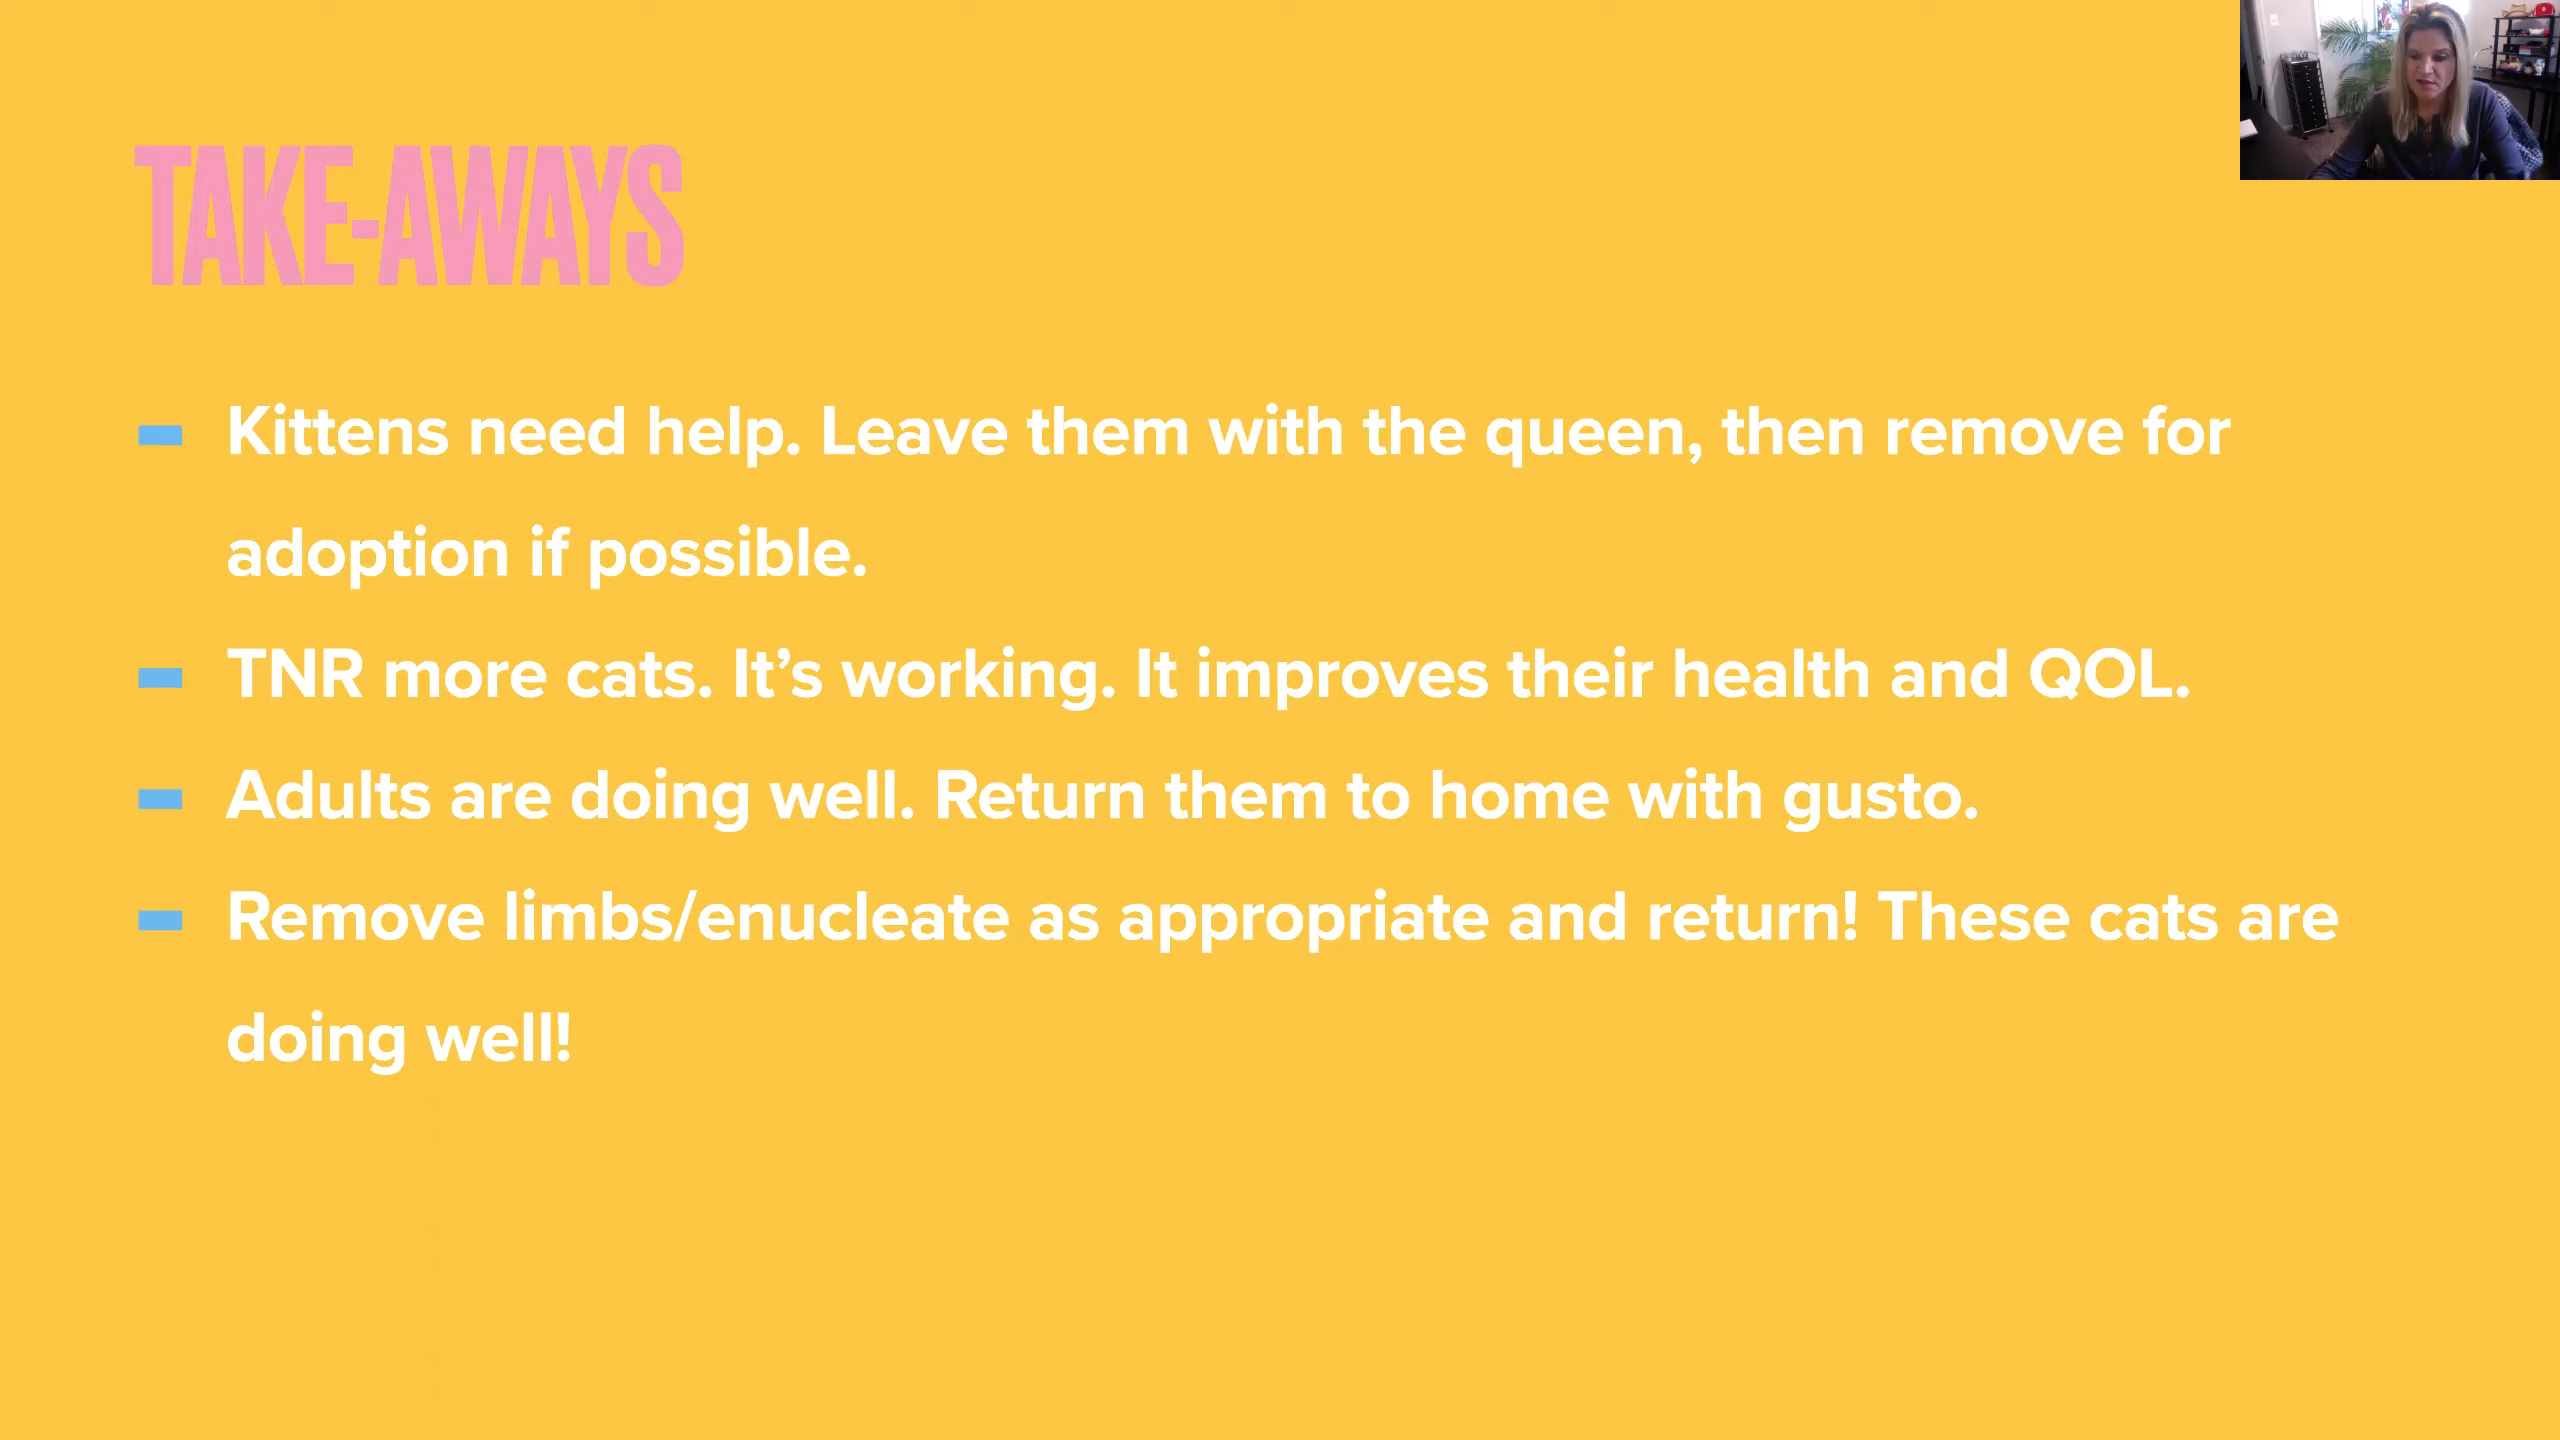 TAKE-AWAYS
Kittens need help. Leave them with the queen, then remove for
adoption if possible.
TNR more cats. It’s working. It improves their health and QOL.
Adults are doing well. Return them to home with gusto.
Remove limbs/enucleate as appropriate and return! These cats are
doing well!